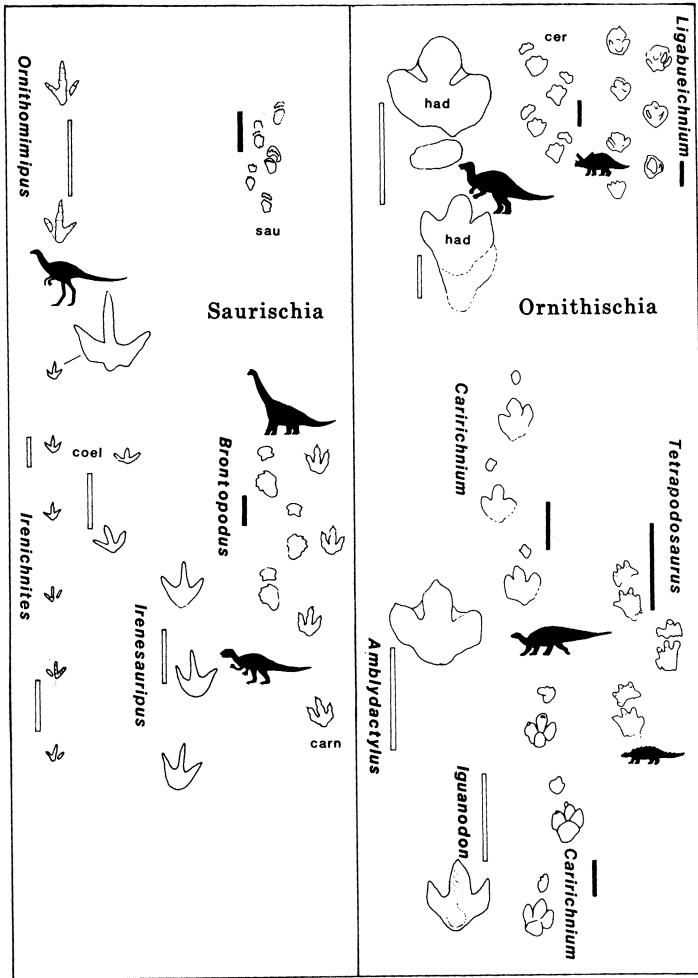 Ornithomimipus
sau
Saurischia
coel
Irenichnites
Irenesauripus
Brontopodus
carn
had
had
cer
Ligabueichnium
Ornithischia
Caririchnium
Tetrapodosaurus
Amblydactylus
Iguanodon
Caririchnium